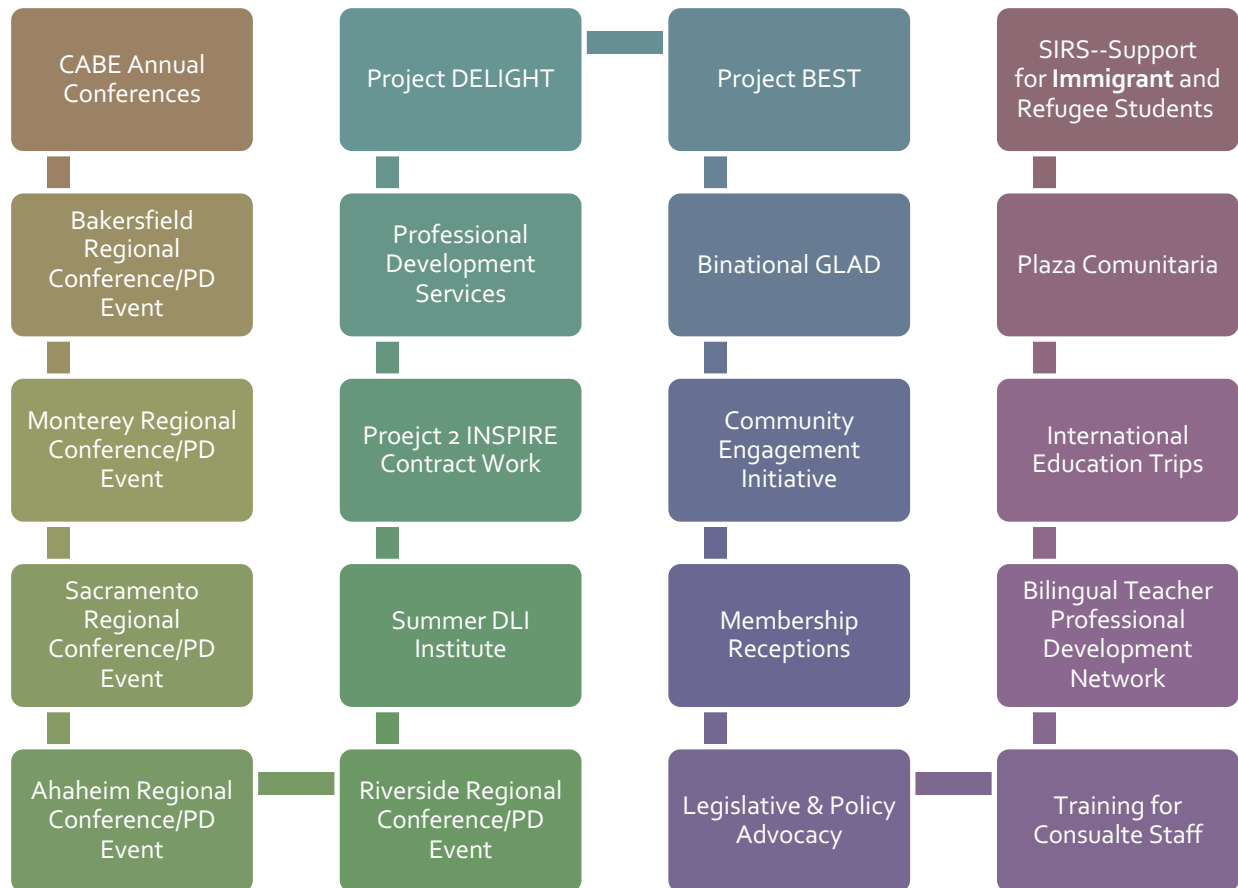 CABE Annual
Conferences
Bakersfield
Regional
Conference/PD
Event
Monterey Regional
Conference/PD
Event
Sacramento
Regional
Conference/PD
Event
Ahaheim Regional
Conference/PD
Event
Riverside Regional
Conference/PD
Event
Summer DLI
Institute
Proejct 2 INSPIRE
Contract Work
Professional
Development
Services
Project DELIGHT
Project BEST
Binational GLAD
Community
Engagement
Initiative
Membership
Receptions
Legislative & Policy
Advocacy
Training for
Consualte Staff
Bilingual Teacher
Professional
Development
Network
International
Education Trips
Plaza Comunitaria
SIRS--Support
for Immigrant and
Refugee Students